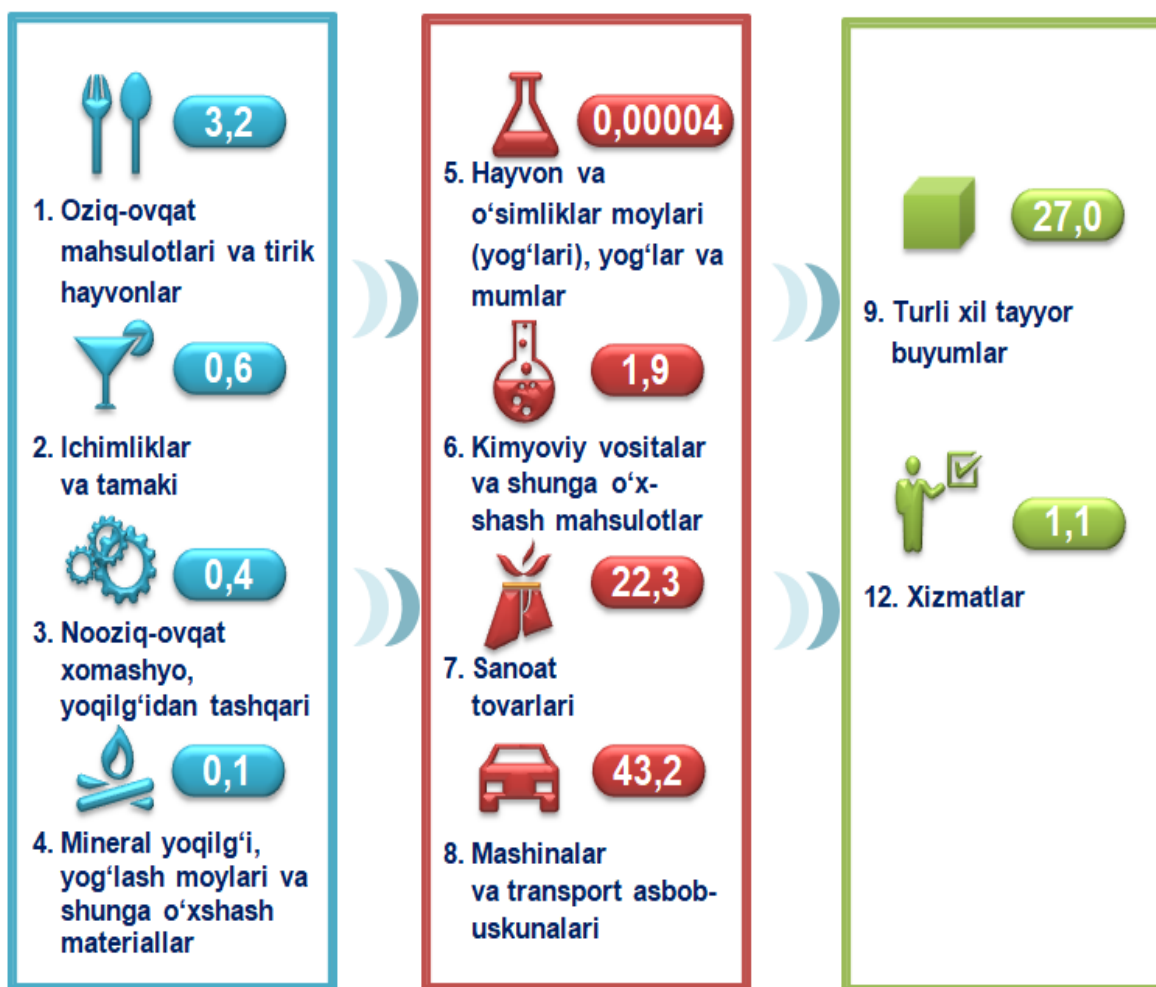 3,2
1. Oziq-ovqat
mahsulotlari va tirik
hayvonlar
0,6
2. Ichimliklar
va tamaki
0,4
3. Nooziq-ovqat
xomashyo,
yoqilg‘idan tashqari
0,1
4. Mineral yoqilg‘i,
yog‘lash moylari va
shunga o‘xshash
materiallar
0,00004
5. Hayvon va
o‘simliklar moylari
(yog‘lari), yog‘lar va
mumlar
1,9
6. Kimyoviy vositalar
va shunga o‘x-
shash mahsulotlar
22,3
7. Sanoat
tovarlari
43,2
8. Mashinalar
va transport asbob-
uskunalari
27,0
9. Turli xil tayyor
buyumlar
1,1
12. Xizmatlar